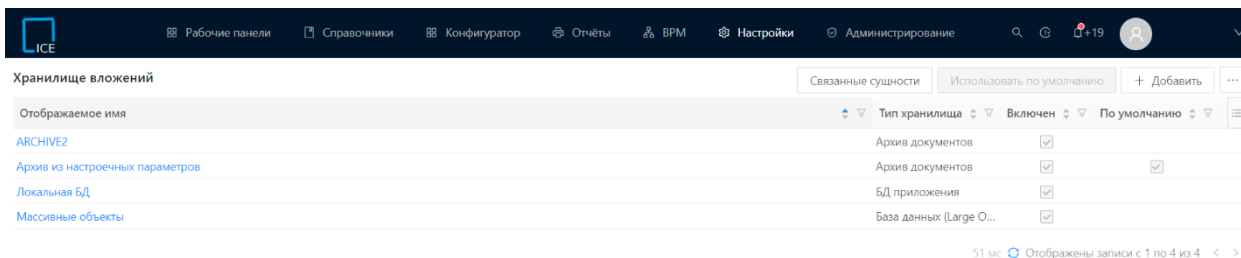 ICE Рабочие панели Справочники Конфигуратор Отчёты BPM Настройки Администрирование +19
Хранилище вложений Связанные сущности Использовать по умолчанию + Добавить ...
Отображаемое имя Тип хранилища Включен По умолчанию
ARCHIVE2 Архив документов
Архив из настроечных параметров Архив документов
Локальная БД БД приложения
Массивные объекты База данных (Large O...
51 мс Отображены записи с 1 по 4 из 4 < >